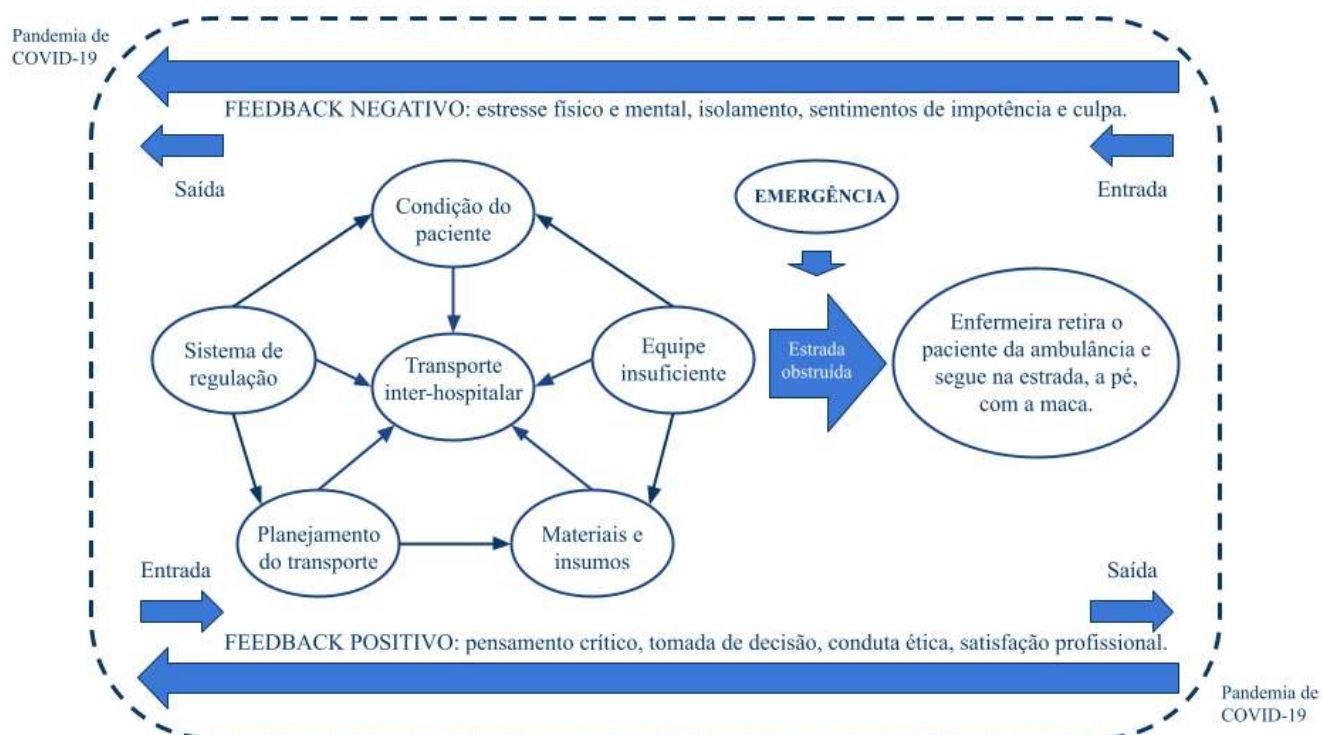 Pandemia de
COVID-19
FEEDBACK NEGATIVO: estresse físico e mental, isolamento, sentimentos de impotência e culpa.
Saída
Entrada
Condição do
paciente
EMERGÊNCIA
Sistema de
regulação
Transporte
inter-hospitalar
Equipe
insuficiente
Estrada
obstruída
Enfermeira retira o
paciente da ambulância e
segue na estrada, a pé,
com a maca.
Planejamento
do transporte
Materiais e
insumos
Entrada
Saída
FEEDBACK POSITIVO: pensamento crítico, tomada de decisão, conduta ética, satisfação profissional.
Pandemia de
COVID-19